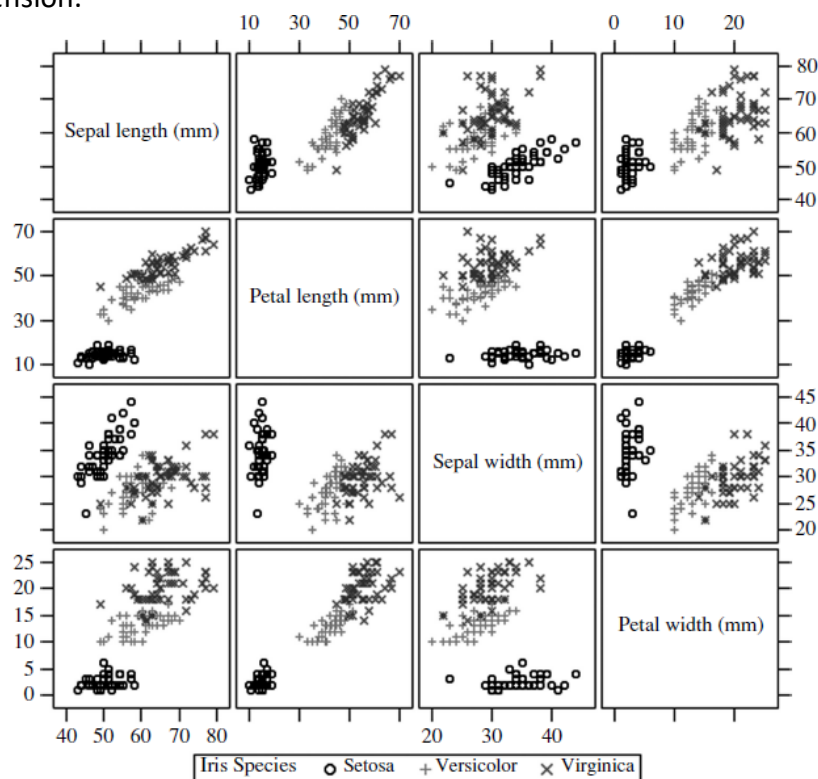 ension.
10 30 50 70 0 10 20
80
Sepal length (mm)
70
60
50
40
70
Petal length (mm)
50
30
10
45
40
Sepal width (mm)
35
30
25
20
25
20
Petal width (mm)
15
10
5
0
40 50 60 70 80 20 30 40
Iris Species Setosa Versicolor Virginica